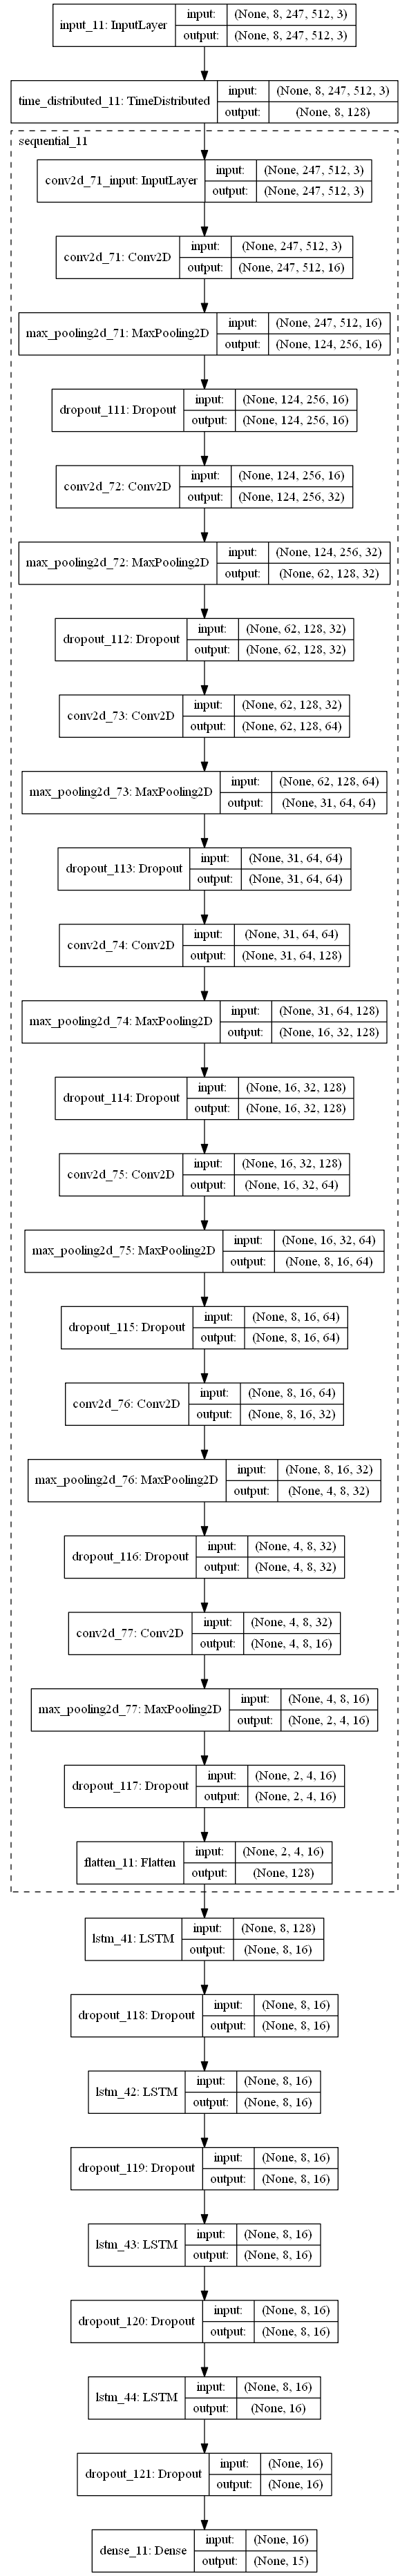 input_11: InputLayer input: (None, 8, 247, 512, 3)
output: (None, 8, 247, 512, 3)
time_distributed_11: TimeDistributed input: (None, 8, 247, 512, 3)
output: (None, 8, 128)
sequential_11
conv2d_71_input: InputLayer input: (None, 247, 512, 3)
output: (None, 247, 512, 3)
conv2d_71: Conv2D input: (None, 247, 512, 3)
output: (None, 247, 512, 16)
max_pooling2d_71: MaxPooling2D input: (None, 247, 512, 16)
output: (None, 124, 256, 16)
dropout_111: Dropout input: (None, 124, 256, 16)
output: (None, 124, 256, 16)
conv2d_72: Conv2D input: (None, 124, 256, 16)
output: (None, 124, 256, 32)
max_pooling2d_72: MaxPooling2D input: (None, 124, 256, 32)
output: (None, 62, 128, 32)
dropout_112: Dropout input: (None, 62, 128, 32)
output: (None, 62, 128, 32)
conv2d_73: Conv2D input: (None, 62, 128, 32)
output: (None, 62, 128, 64)
max_pooling2d_73: MaxPooling2D input: (None, 62, 128, 64)
output: (None, 31, 64, 64)
dropout_113: Dropout input: (None, 31, 64, 64)
output: (None, 31, 64, 64)
conv2d_74: Conv2D input: (None, 31, 64, 64)
output: (None, 31, 64, 128)
max_pooling2d_74: MaxPooling2D input: (None, 31, 64, 128)
output: (None, 16, 32, 128)
dropout_114: Dropout input: (None, 16, 32, 128)
output: (None, 16, 32, 128)
conv2d_75: Conv2D input: (None, 16, 32, 128)
output: (None, 16, 32, 64)
max_pooling2d_75: MaxPooling2D input: (None, 16, 32, 64)
output: (None, 8, 16, 64)
dropout_115: Dropout input: (None, 8, 16, 64)
output: (None, 8, 16, 64)
conv2d_76: Conv2D input: (None, 8, 16, 64)
output: (None, 8, 16, 32)
max_pooling2d_76: MaxPooling2D input: (None, 8, 16, 32)
output: (None, 4, 8, 32)
dropout_116: Dropout input: (None, 4, 8, 32)
output: (None, 4, 8, 32)
conv2d_77: Conv2D input: (None, 4, 8, 32)
output: (None, 4, 8, 16)
max_pooling2d_77: MaxPooling2D input: (None, 4, 8, 16)
output: (None, 2, 4, 16)
dropout_117: Dropout input: (None, 2, 4, 16)
output: (None, 2, 4, 16)
flatten_11: Flatten input: (None, 2, 4, 16)
output: (None, 128)
lstm_41: LSTM input: (None, 8, 128)
output: (None, 8, 16)
dropout_118: Dropout input: (None, 8, 16)
output: (None, 8, 16)
lstm_42: LSTM input: (None, 8, 16)
output: (None, 8, 16)
dropout_119: Dropout input: (None, 8, 16)
output: (None, 8, 16)
lstm_43: LSTM input: (None, 8, 16)
output: (None, 8, 16)
dropout_120: Dropout input: (None, 8, 16)
output: (None, 8, 16)
lstm_44: LSTM input: (None, 8, 16)
output: (None, 16)
dropout_121: Dropout input: (None, 16)
output: (None, 16)
dense_11: Dense input: (None, 16)
output: (None, 15)